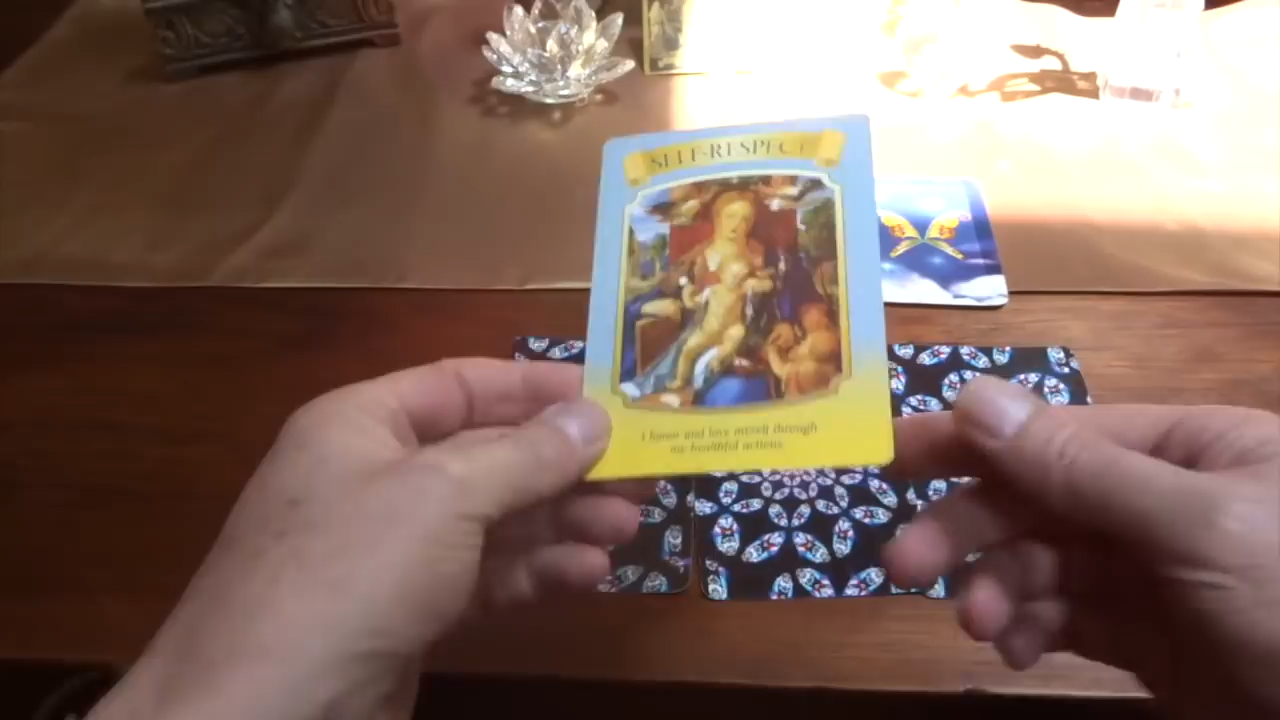 SELF-RESPECT
I honor and love myself through
my healthful actions.